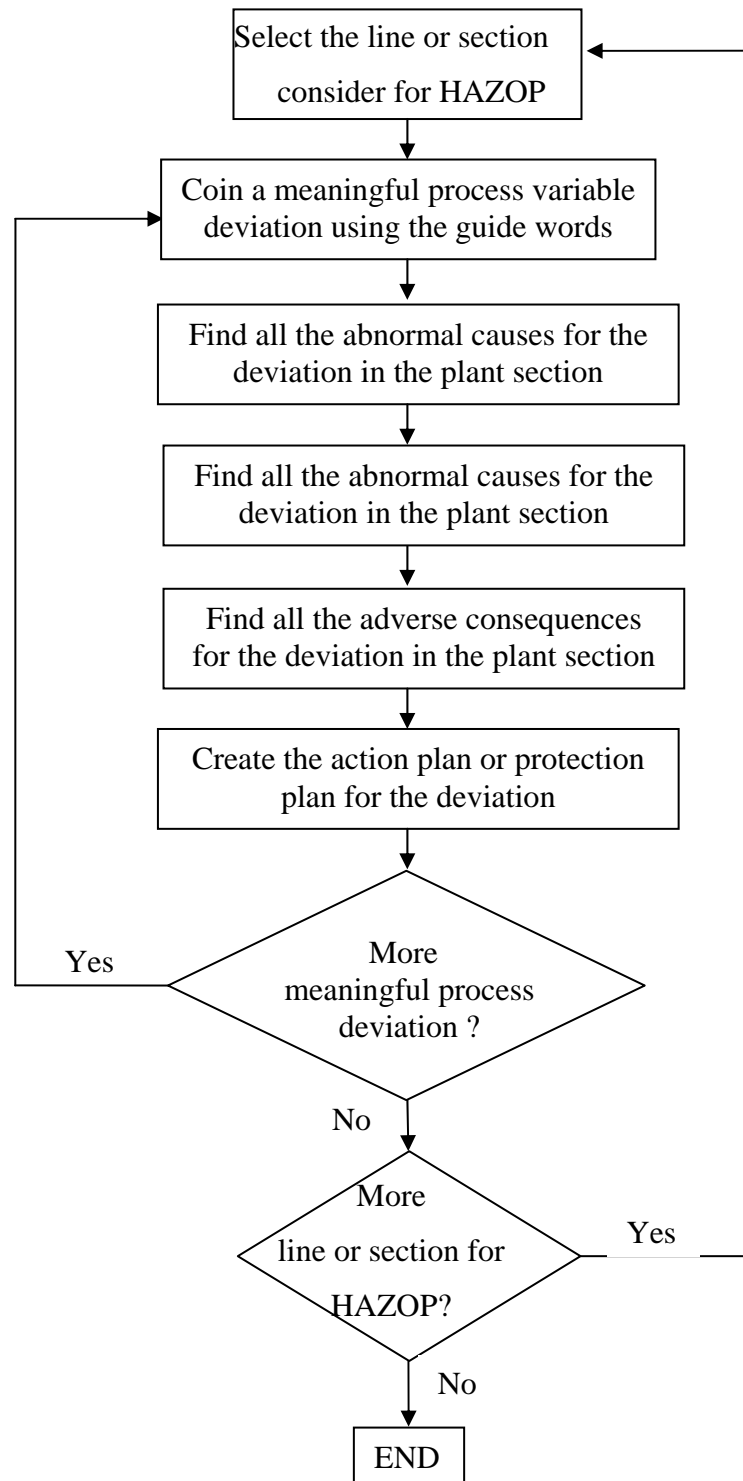 Select the line or section
consider for HAZOP
Coin a meaningful process variable
deviation using the guide words
Find all the abnormal causes for the
deviation in the plant section
Find all the abnormal causes for the
deviation in the plant section
Find all the adverse consequences
for the deviation in the plant section
Create the action plan or protection
plan for the deviation
Yes
More
meaningful process
deviation ?
No
More
line or section for
HAZOP?
Yes
No
END